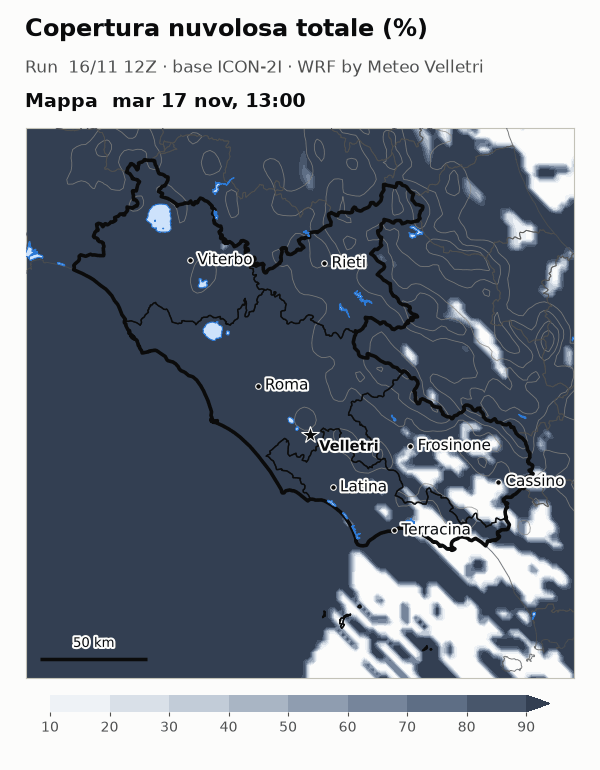 Copertura nuvolosa totale (%)
Run 16/11 12Z · base ICON-2I · WRF by Meteo Velletri
Mappa mar 17 nov, 13:00
Viterbo
Rieti
Roma
Velletri
Frosinone
Cassino
Latina
Terracina
50 km
10 20 30 40 50 60 70 80 90